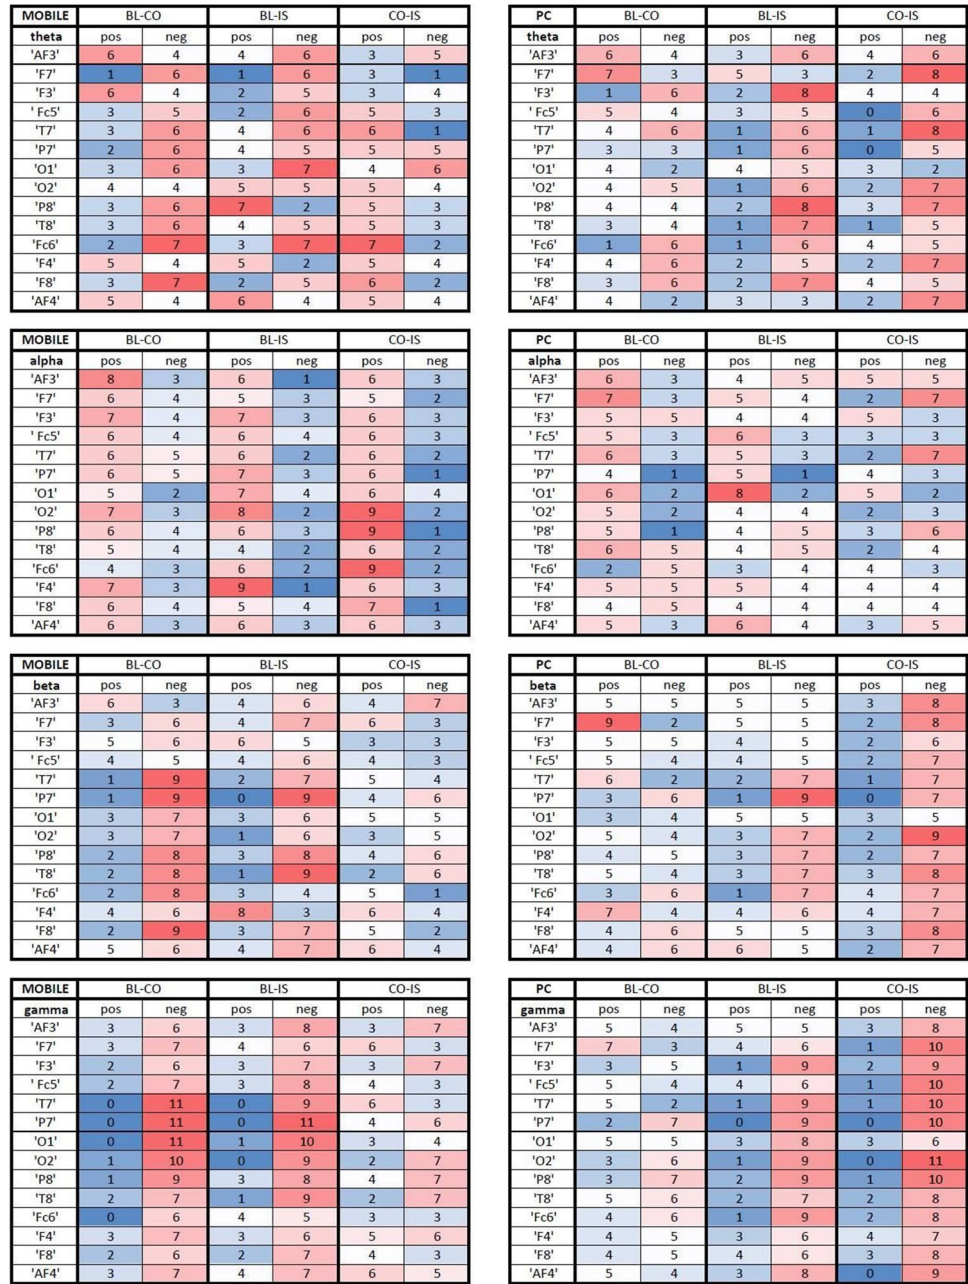 MOBILE BL-CO BL-IS CO-IS
theta pos neg pos neg pos neg
'AF3' 6 4 4 6 3 5
'F7' 1 6 1 6 3 1
'F3' 6 4 2 5 3 4
' Fc5' 3 5 2 6 5 3
'T7' 3 6 4 6 6 1
'P7' 2 6 4 5 5 5
'O1' 3 6 3 7 4 6
'O2' 4 4 5 5 5 4
'P8' 3 6 7 2 5 3
'T8' 3 6 4 5 5 3
'Fc6' 2 7 3 7 7 2
'F4' 5 4 5 2 5 4
'F8' 3 7 2 5 6 2
'AF4' 5 4 6 4 5 4
PC BL-CO BL-IS CO-IS
theta pos neg pos neg pos neg
'AF3' 6 4 3 6 4 6
'F7' 7 3 5 3 2 8
'F3' 1 6 2 8 4 4
' Fc5' 5 4 3 5 0 6
'T7' 4 6 1 6 1 8
'P7' 3 3 1 6 0 5
'O1' 4 2 4 5 3 2
'O2' 4 5 1 6 2 7
'P8' 4 4 2 8 3 7
'T8' 3 4 1 7 1 5
'Fc6' 1 6 1 6 4 5
'F4' 4 6 2 5 2 7
'F8' 3 6 2 7 4 5
'AF4' 4 2 3 3 2 7
MOBILE BL-CO BL-IS CO-IS
alpha pos neg pos neg pos neg
'AF3' 8 3 6 1 6 3
'F7' 6 4 5 3 5 2
'F3' 7 4 7 3 6 3
' Fc5' 6 4 6 4 6 3
'T7' 6 5 6 2 6 2
'P7' 6 5 7 3 6 1
'O1' 5 2 7 4 6 4
'O2' 7 3 8 2 9 2
'P8' 6 4 6 3 9 1
'T8' 5 4 4 2 6 2
'Fc6' 4 3 6 2 9 2
'F4' 7 3 9 1 6 3
'F8' 6 4 5 4 7 1
'AF4' 6 3 6 3 6 3
PC BL-CO BL-IS CO-IS
alpha pos neg pos neg pos neg
'AF3' 6 3 4 5 5 5
'F7' 7 3 5 4 2 7
'F3' 5 5 4 4 5 3
' Fc5' 5 3 6 3 3 3
'T7' 6 3 5 3 2 7
'P7' 4 1 5 1 4 3
'O1' 6 2 8 2 5 2
'O2' 5 2 4 4 2 3
'P8' 5 1 4 5 3 6
'T8' 6 5 4 5 2 4
'Fc6' 2 5 3 4 4 3
'F4' 5 5 5 4 4 4
'F8' 4 5 4 4 4 4
'AF4' 5 3 6 4 3 5
MOBILE BL-CO BL-IS CO-IS
beta pos neg pos neg pos neg
'AF3' 6 3 4 6 4 7
'F7' 3 6 4 7 6 3
'F3' 5 6 6 5 3 3
' Fc5' 4 5 4 6 4 3
'T7' 1 9 2 7 5 4
'P7' 1 9 0 9 4 6
'O1' 3 7 3 6 5 5
'O2' 3 7 1 6 3 5
'P8' 2 8 3 8 4 6
'T8' 2 8 1 9 2 6
'Fc6' 2 8 3 4 5 1
'F4' 4 6 8 3 6 4
'F8' 2 9 3 7 5 2
'AF4' 5 6 4 7 6 4
PC BL-CO BL-IS CO-IS
beta pos neg pos neg pos neg
'AF3' 5 5 5 5 3 8
'F7' 9 2 5 5 2 8
'F3' 5 5 4 5 2 6
' Fc5' 5 4 4 5 2 7
'T7' 6 2 2 7 1 7
'P7' 3 6 1 9 0 7
'O1' 3 4 5 5 3 5
'O2' 5 4 3 7 2 9
'P8' 4 5 3 7 2 7
'T8' 5 4 3 7 3 8
'Fc6' 3 6 1 7 4 7
'F4' 7 4 4 6 4 7
'F8' 4 6 5 5 3 8
'AF4' 4 6 6 5 2 7
MOBILE BL-CO BL-IS CO-IS
gamma pos neg pos neg pos neg
'AF3' 3 6 3 8 3 7
'F7' 3 7 4 6 6 3
'F3' 2 6 3 7 3 7
' Fc5' 2 7 3 8 4 3
'T7' 0 11 0 9 6 3
'P7' 0 11 0 11 4 6
'O1' 0 11 1 10 3 4
'O2' 1 10 0 9 2 7
'P8' 1 9 3 8 4 7
'T8' 2 7 1 9 2 7
'Fc6' 0 6 4 5 3 3
'F4' 3 7 3 6 5 6
'F8' 2 6 2 7 4 3
'AF4' 3 7 4 7 6 5
PC BL-CO BL-IS CO-IS
gamma pos neg pos neg pos neg
'AF3' 5 4 5 5 3 8
'F7' 7 3 4 6 1 10
'F3' 3 5 1 9 2 9
' Fc5' 5 4 4 6 1 10
'T7' 5 2 1 9 1 10
'P7' 2 7 0 9 0 10
'O1' 5 5 3 8 3 6
'O2' 3 6 1 9 0 11
'P8' 3 7 2 9 1 10
'T8' 5 6 2 7 2 8
'Fc6' 4 6 1 9 2 8
'F4' 4 5 3 6 4 7
'F8' 4 5 4 6 3 8
'AF4' 5 4 3 8 0 9